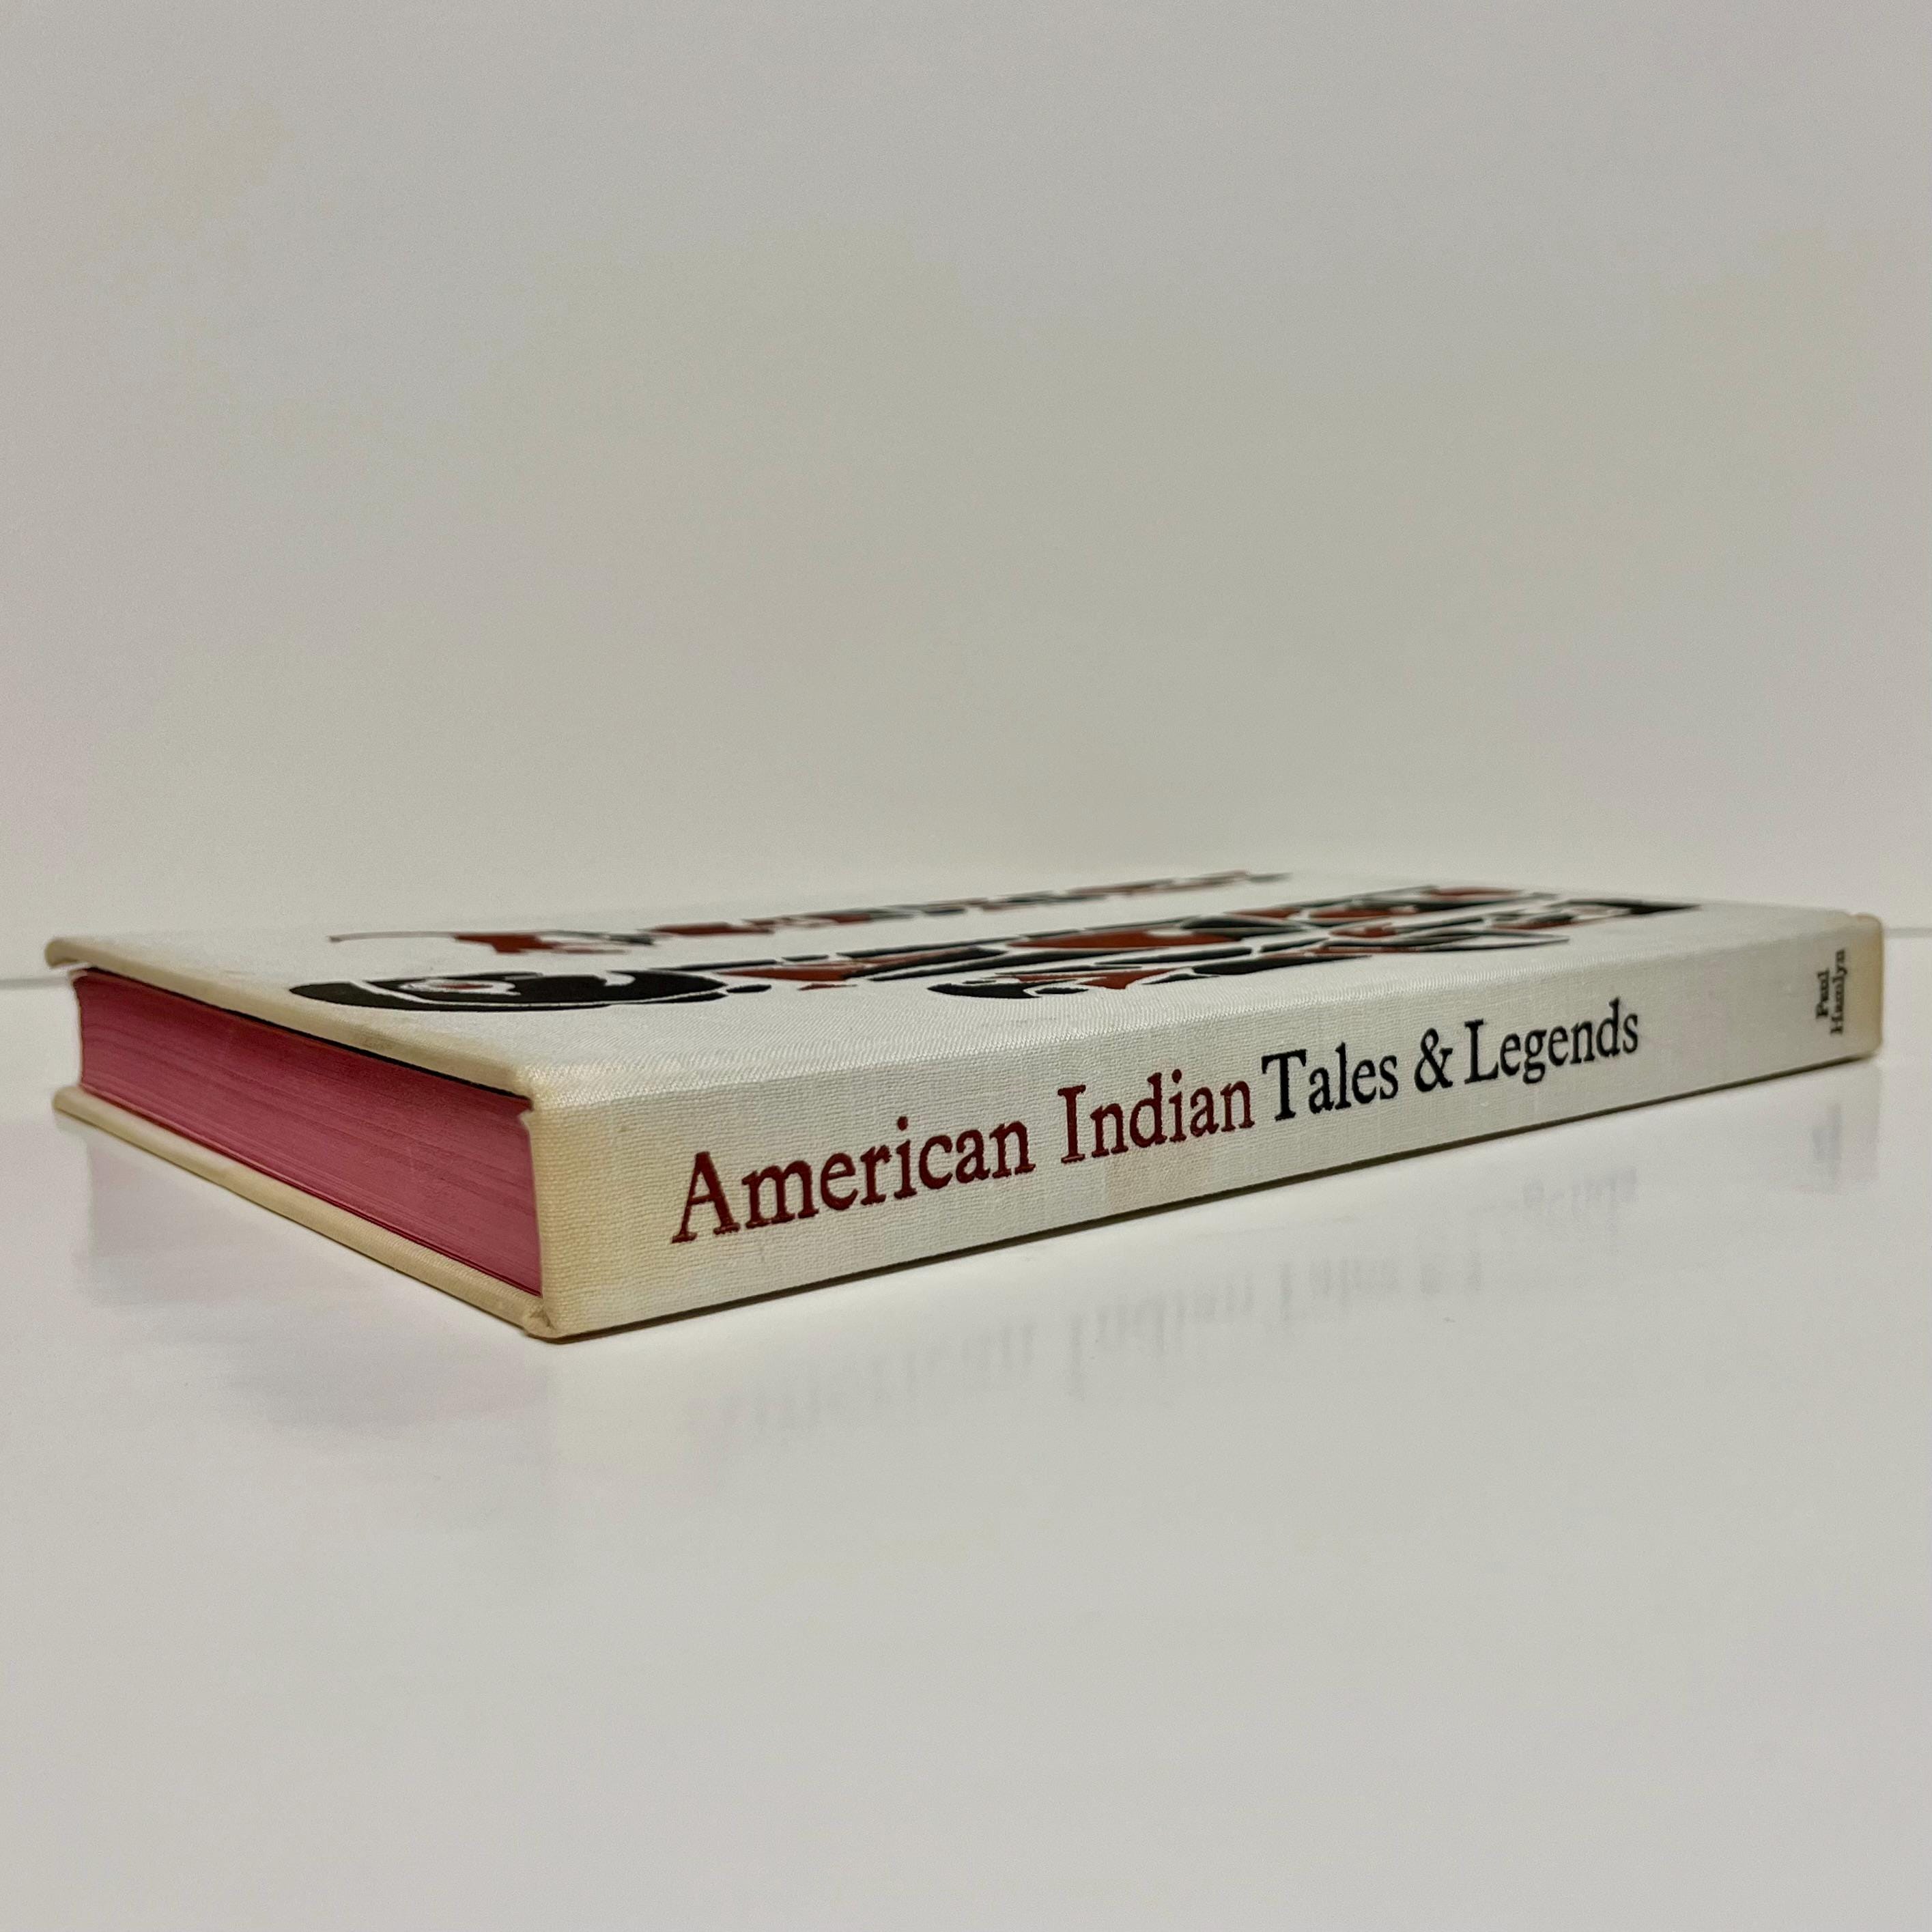 American Indian Tales & Legends
Paul
Hamlyn